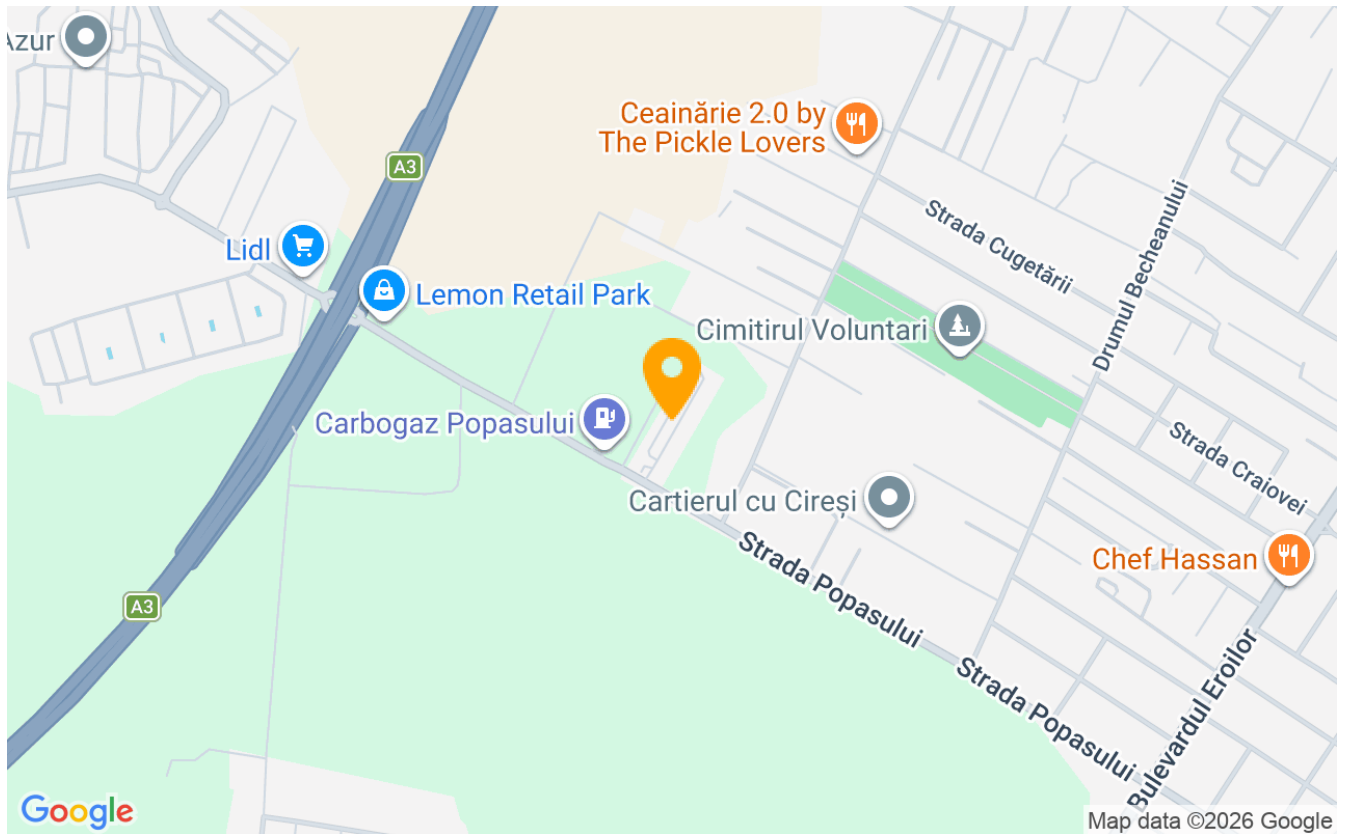 Azur
A3
Ceainărie 2.0 by
The Pickle Lovers
Strada Cugetării
Drumul Becheanului
Lidl
Lemon Retail Park
Cimitirul Voluntari
Carbogaz Popasului
Strada Craiovei
Cartierul cu Cireși
Chef Hassan
Strada Popasului
A3
Strada Popasului
Bulevardul Eroilor
Google
Map data ©2026 Google